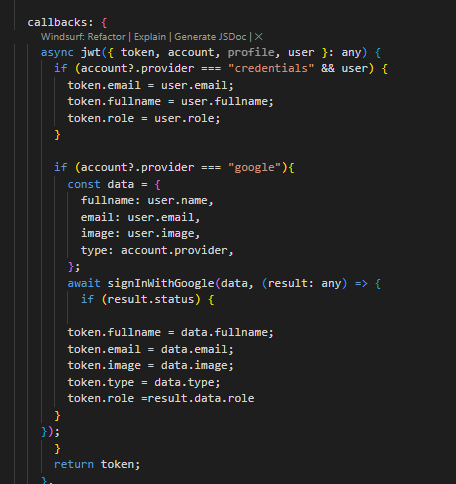 callbacks: {
Windsurf: Refactor | Explain | Generate JSDoc | ×
async jwt({ token, account, profile, user }: any) {
if (account?.provider === "credentials" && user) {
token.email = user.email;
token.fullname = user.fullname;
token.role = user.role;
}
if (account?.provider === "google"){
const data = {
fullname: user.name,
email: user.email,
image: user.image,
type: account.provider,
};
await signInWithGoogle(data, (result: any) => {
if (result.status) {
token.fullname = data.fullname;
token.email = data.email;
token.image = data.image;
token.type = data.type;
token.role =result.data.role
}
});
}
return token;
},